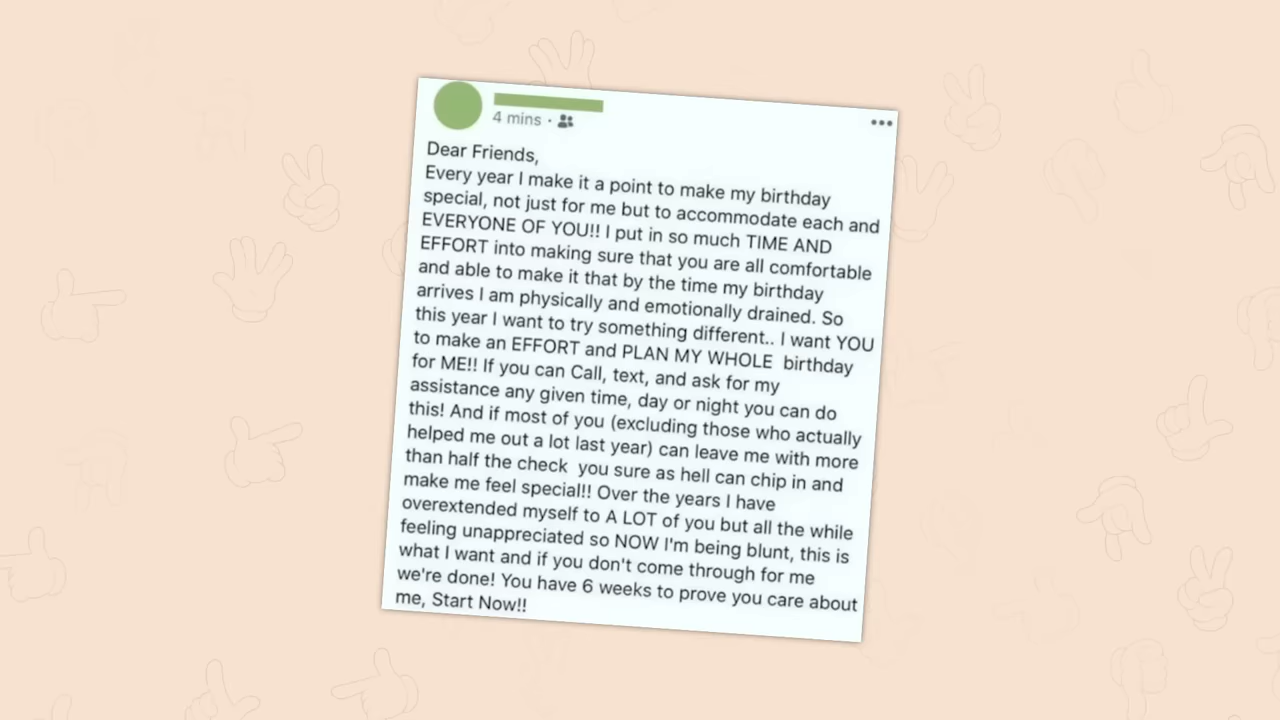 4 mins ·
Dear Friends,
Every year I make it a point to make my birthday
special, not just for me but to accommodate each and
EVERYONE OF YOU!! I put in so much TIME AND
EFFORT into making sure that you are all comfortable
and able to make it that by the time my birthday
arrives I am physically and emotionally drained. So
this year I want to try something different.. I want YOU
to make an EFFORT and PLAN MY WHOLE  birthday
for ME!! If you can Call, text, and ask for my
assistance any given time, day or night you can do
this! And if most of you (excluding those who actually
helped me out a lot last year) can leave me with more
than half the check  you sure as hell can chip in and
make me feel special!! Over the years I have
overextended myself to A LOT of you but all the while
feeling unappreciated so NOW I'm being blunt, this is
what I want and if you don't come through for me
we're done! You have 6 weeks to prove you care about
me, Start Now!!